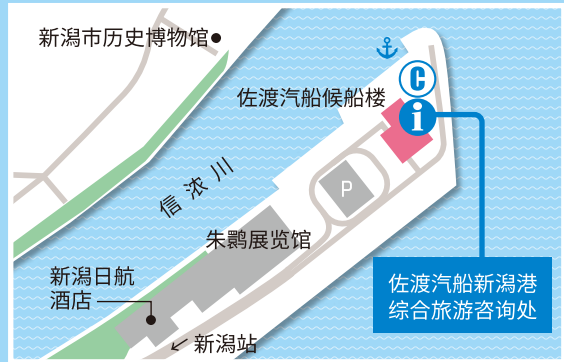 新潟市历史博物馆
佐渡汽船候船楼
C
i
信浓川
P
朱鹮展览馆
新潟日航
酒店
佐渡汽船新潟港
综合旅游咨询处
新潟站